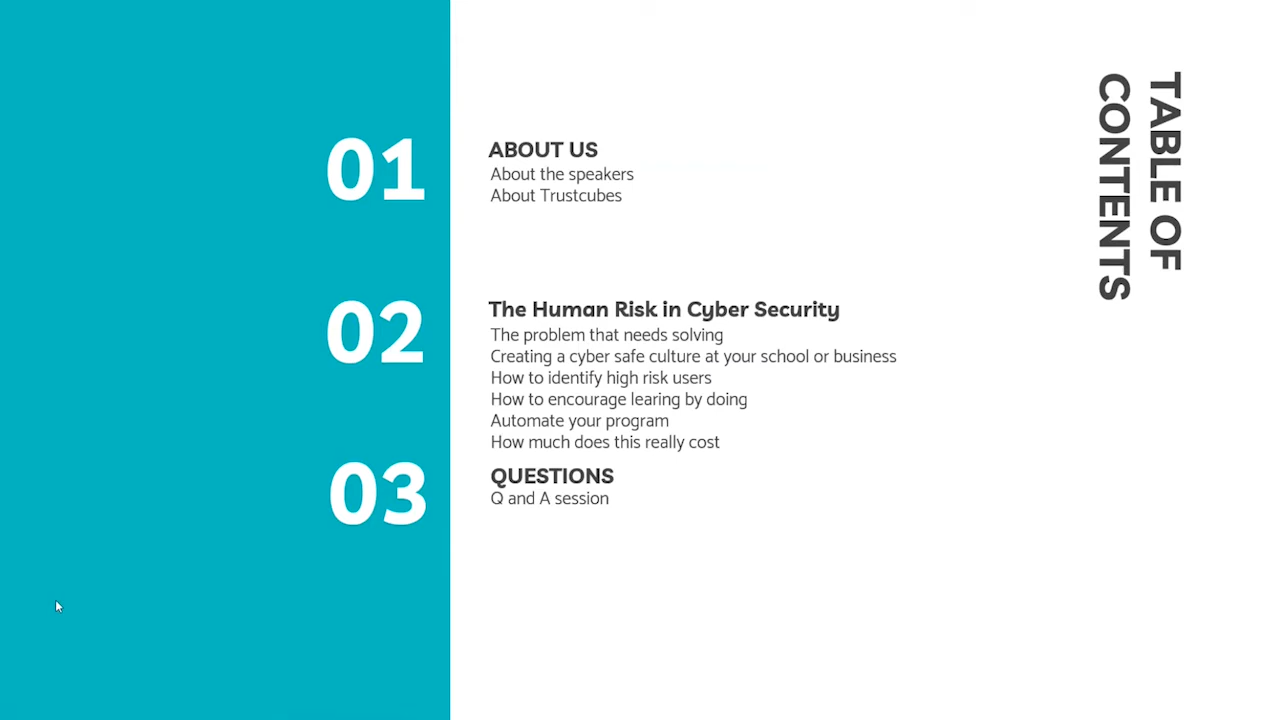 TABLE OF
CONTENTS
01
ABOUT US
About the speakers
About Trustcubes
02
The Human Risk in Cyber Security
The problem that needs solving
Creating a cyber safe culture at your school or business
How to identify high risk users
How to encourage learing by doing
Automate your program
How much does this really cost
03
QUESTIONS
Q and A session